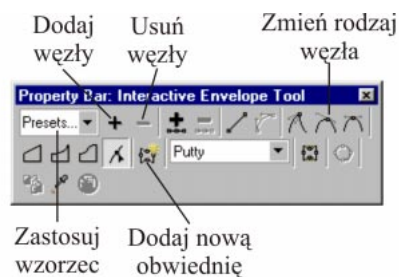 Dodaj węzły
Usuń węzły
Zmień rodzaj węzła
Property Bar: Interactive Envelope Tool
Presets...
Putty
Zastosuj wzorzec
Dodaj nową obwiednię